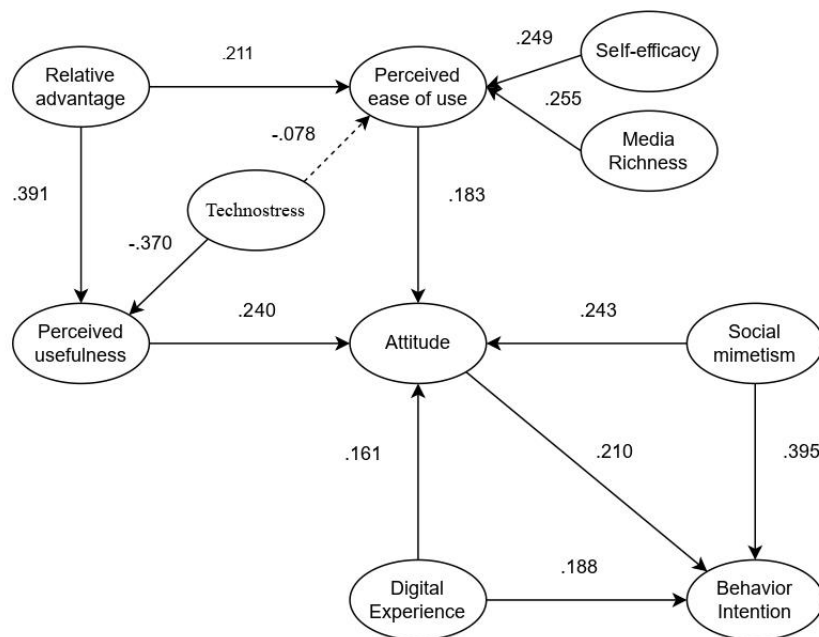 .211
.249
Self-efficacy
Relative
advantage
Perceived
ease of use
.255
Media
Richness
-.078
.391
Technostress
.183
-.370
.240
.243
Perceived
usefulness
Attitude
Social
mimetism
.161
.210
.395
.188
Digital
Experience
Behavior
Intention